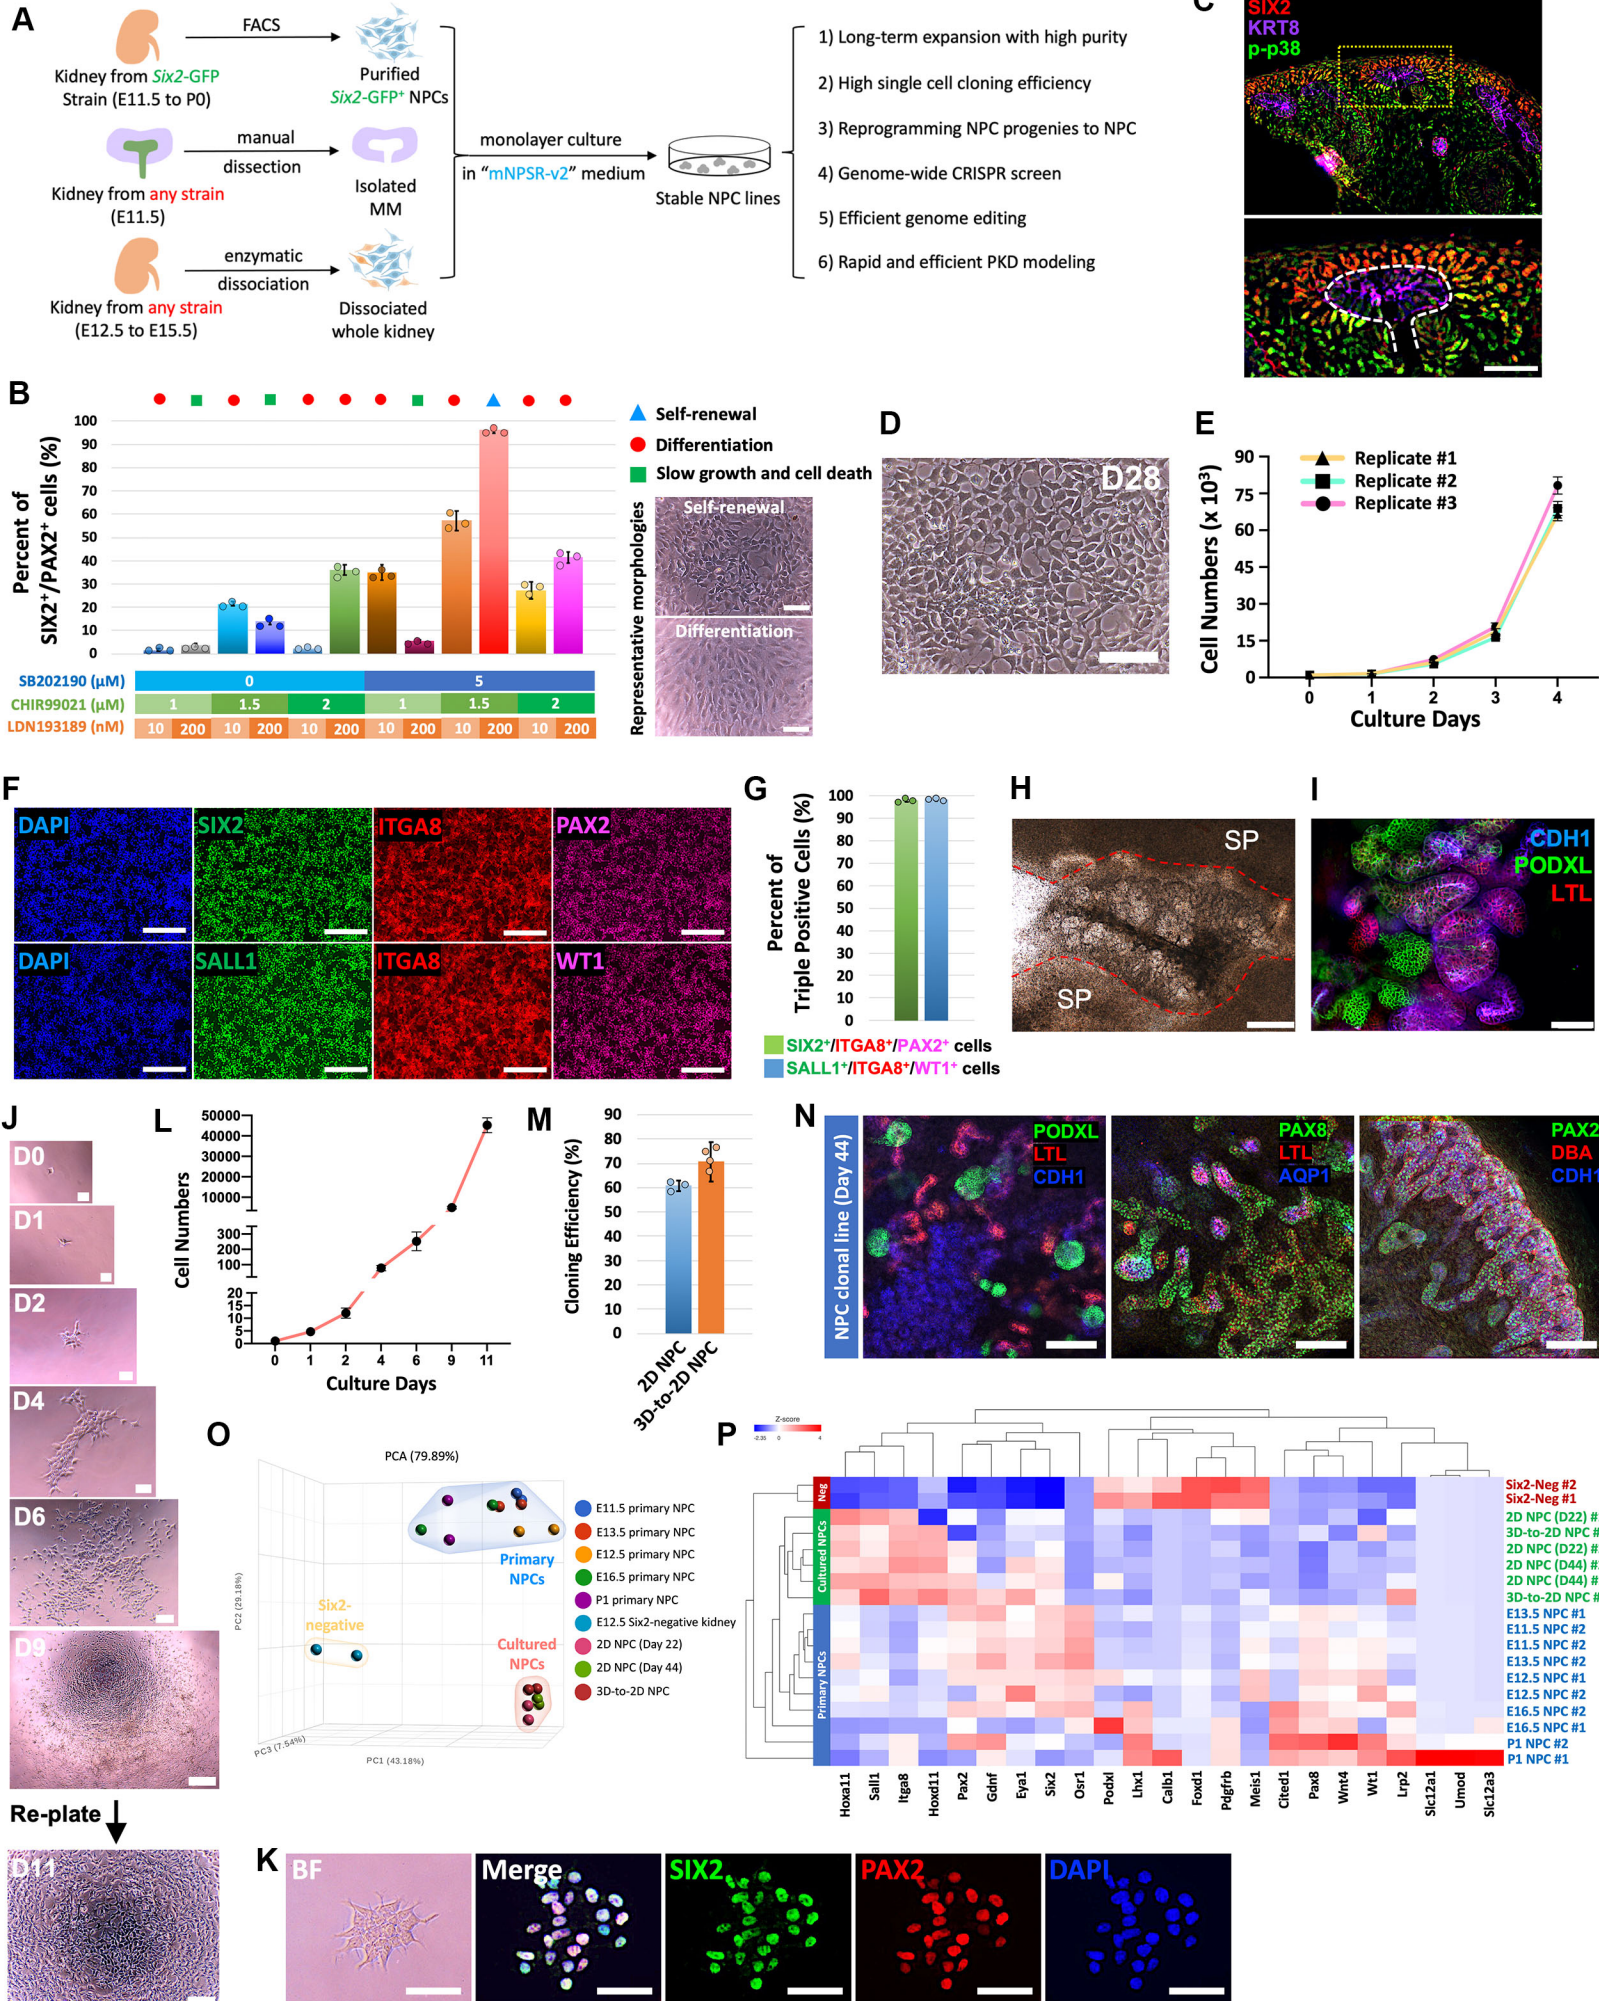 A
FACS
Kidney from Six2-GFP
Strain (E11.5 to P0)
Purified
Six2-GFP⁺ NPCs
manual
dissection
Kidney from any strain
(E11.5)
Isolated
MM
enzymatic
dissociation
Kidney from any strain
(E12.5 to E15.5)
Dissociated
whole kidney
monolayer culture
in “mNPSR-v2” medium
Stable NPC lines
1) Long-term expansion with high purity
2) High single cell cloning efficiency
3) Reprogramming NPC progenies to NPC
4) Genome-wide CRISPR screen
5) Efficient genome editing
6) Rapid and efficient PKD modeling
C
SIX2
KRT8
p-p38
B
Percent of
SIX2⁺/PAX2⁺ cells (%)
100
90
80
70
60
50
40
30
20
10
0
SB202190 (µM) 0 5
CHIR99021 (µM) 1 1.5 2 1 1.5 2
LDN193189 (nM) 10 200 10 200 10 200 10 200 10 200 10 200
Self-renewal
Differentiation
Slow growth and cell death
Representative morphologies
Self-renewal
Differentiation
D
D28
E
Cell Numbers (x 10³)
90
75
60
45
30
15
0
0 1 2 3 4
Culture Days
Replicate #1
Replicate #2
Replicate #3
F
DAPI SIX2 ITGA8 PAX2
DAPI SALL1 ITGA8 WT1
G
Percent of
Triple Positive Cells (%)
100
90
80
70
60
50
40
30
20
10
0
SIX2⁺/ITGA8⁺/PAX2⁺ cells
SALL1⁺/ITGA8⁺/WT1⁺ cells
H
SP
SP
I
CDH1
PODXL
LTL
J
D0
D1
D2
D4
D6
D9
Re-plate
D11
L
Cell Numbers
50000
40000
30000
20000
10000
300
200
100
20
15
10
5
0
0 1 2 4 6 9 11
Culture Days
M
Cloning Efficiency (%)
90
80
70
60
50
40
30
20
10
0
2D NPC
3D-to-2D NPC
N
NPC clonal line (Day 44)
PODXL
LTL
CDH1
PAX8
LTL
AQP1
PAX2
DBA
CDH1
O
PCA (79.89%)
PC2 (29.18%)
PC3 (7.54%)
PC1 (43.18%)
Primary
NPCs
Six2-
negative
Cultured
NPCs
E11.5 primary NPC
E13.5 primary NPC
E12.5 primary NPC
E16.5 primary NPC
P1 primary NPC
E12.5 Six2-negative kidney
2D NPC (Day 22)
2D NPC (Day 44)
3D-to-2D NPC
P
Z-score
-2.35 0 4
Neg
Cultured NPCs
Primary NPCs
Six2-Neg #2
Six2-Neg #1
2D NPC (D22) #
3D-to-2D NPC #
2D NPC (D22) #
2D NPC (D44) #
2D NPC (D44) #
3D-to-2D NPC #
E13.5 NPC #1
E11.5 NPC #2
E11.5 NPC #2
E13.5 NPC #2
E12.5 NPC #1
E12.5 NPC #2
E16.5 NPC #2
E16.5 NPC #1
P1 NPC #2
P1 NPC #1
Hoxa11 Sall1 Itga8 Hoxd11 Pax2 Gdnf Eya1 Six2 Osr1 Podxl Lhx1 Calb1 Foxd1 Pdgfrb Meis1 Cited1 Pax8 Wnt4 Wt1 Lrp2 Slc12a1 Umod Slc12a3
K
BF Merge SIX2 PAX2 DAPI